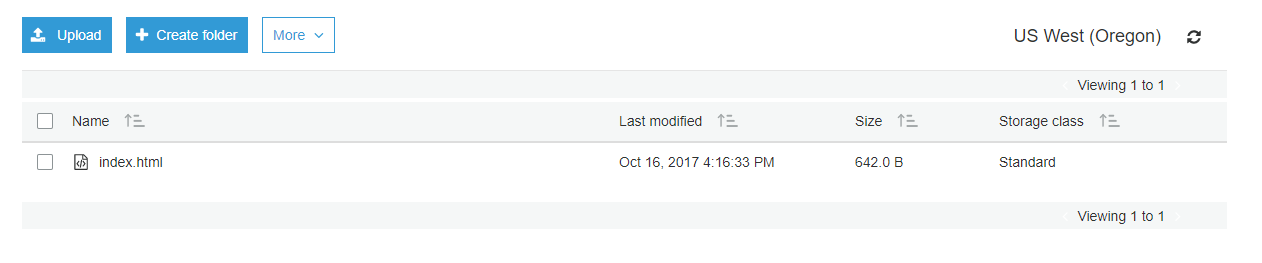 Upload Create folder More US West (Oregon)
Viewing 1 to 1
Name Last modified Size Storage class
index.html Oct 16, 2017 4:16:33 PM 642.0 B Standard
Viewing 1 to 1